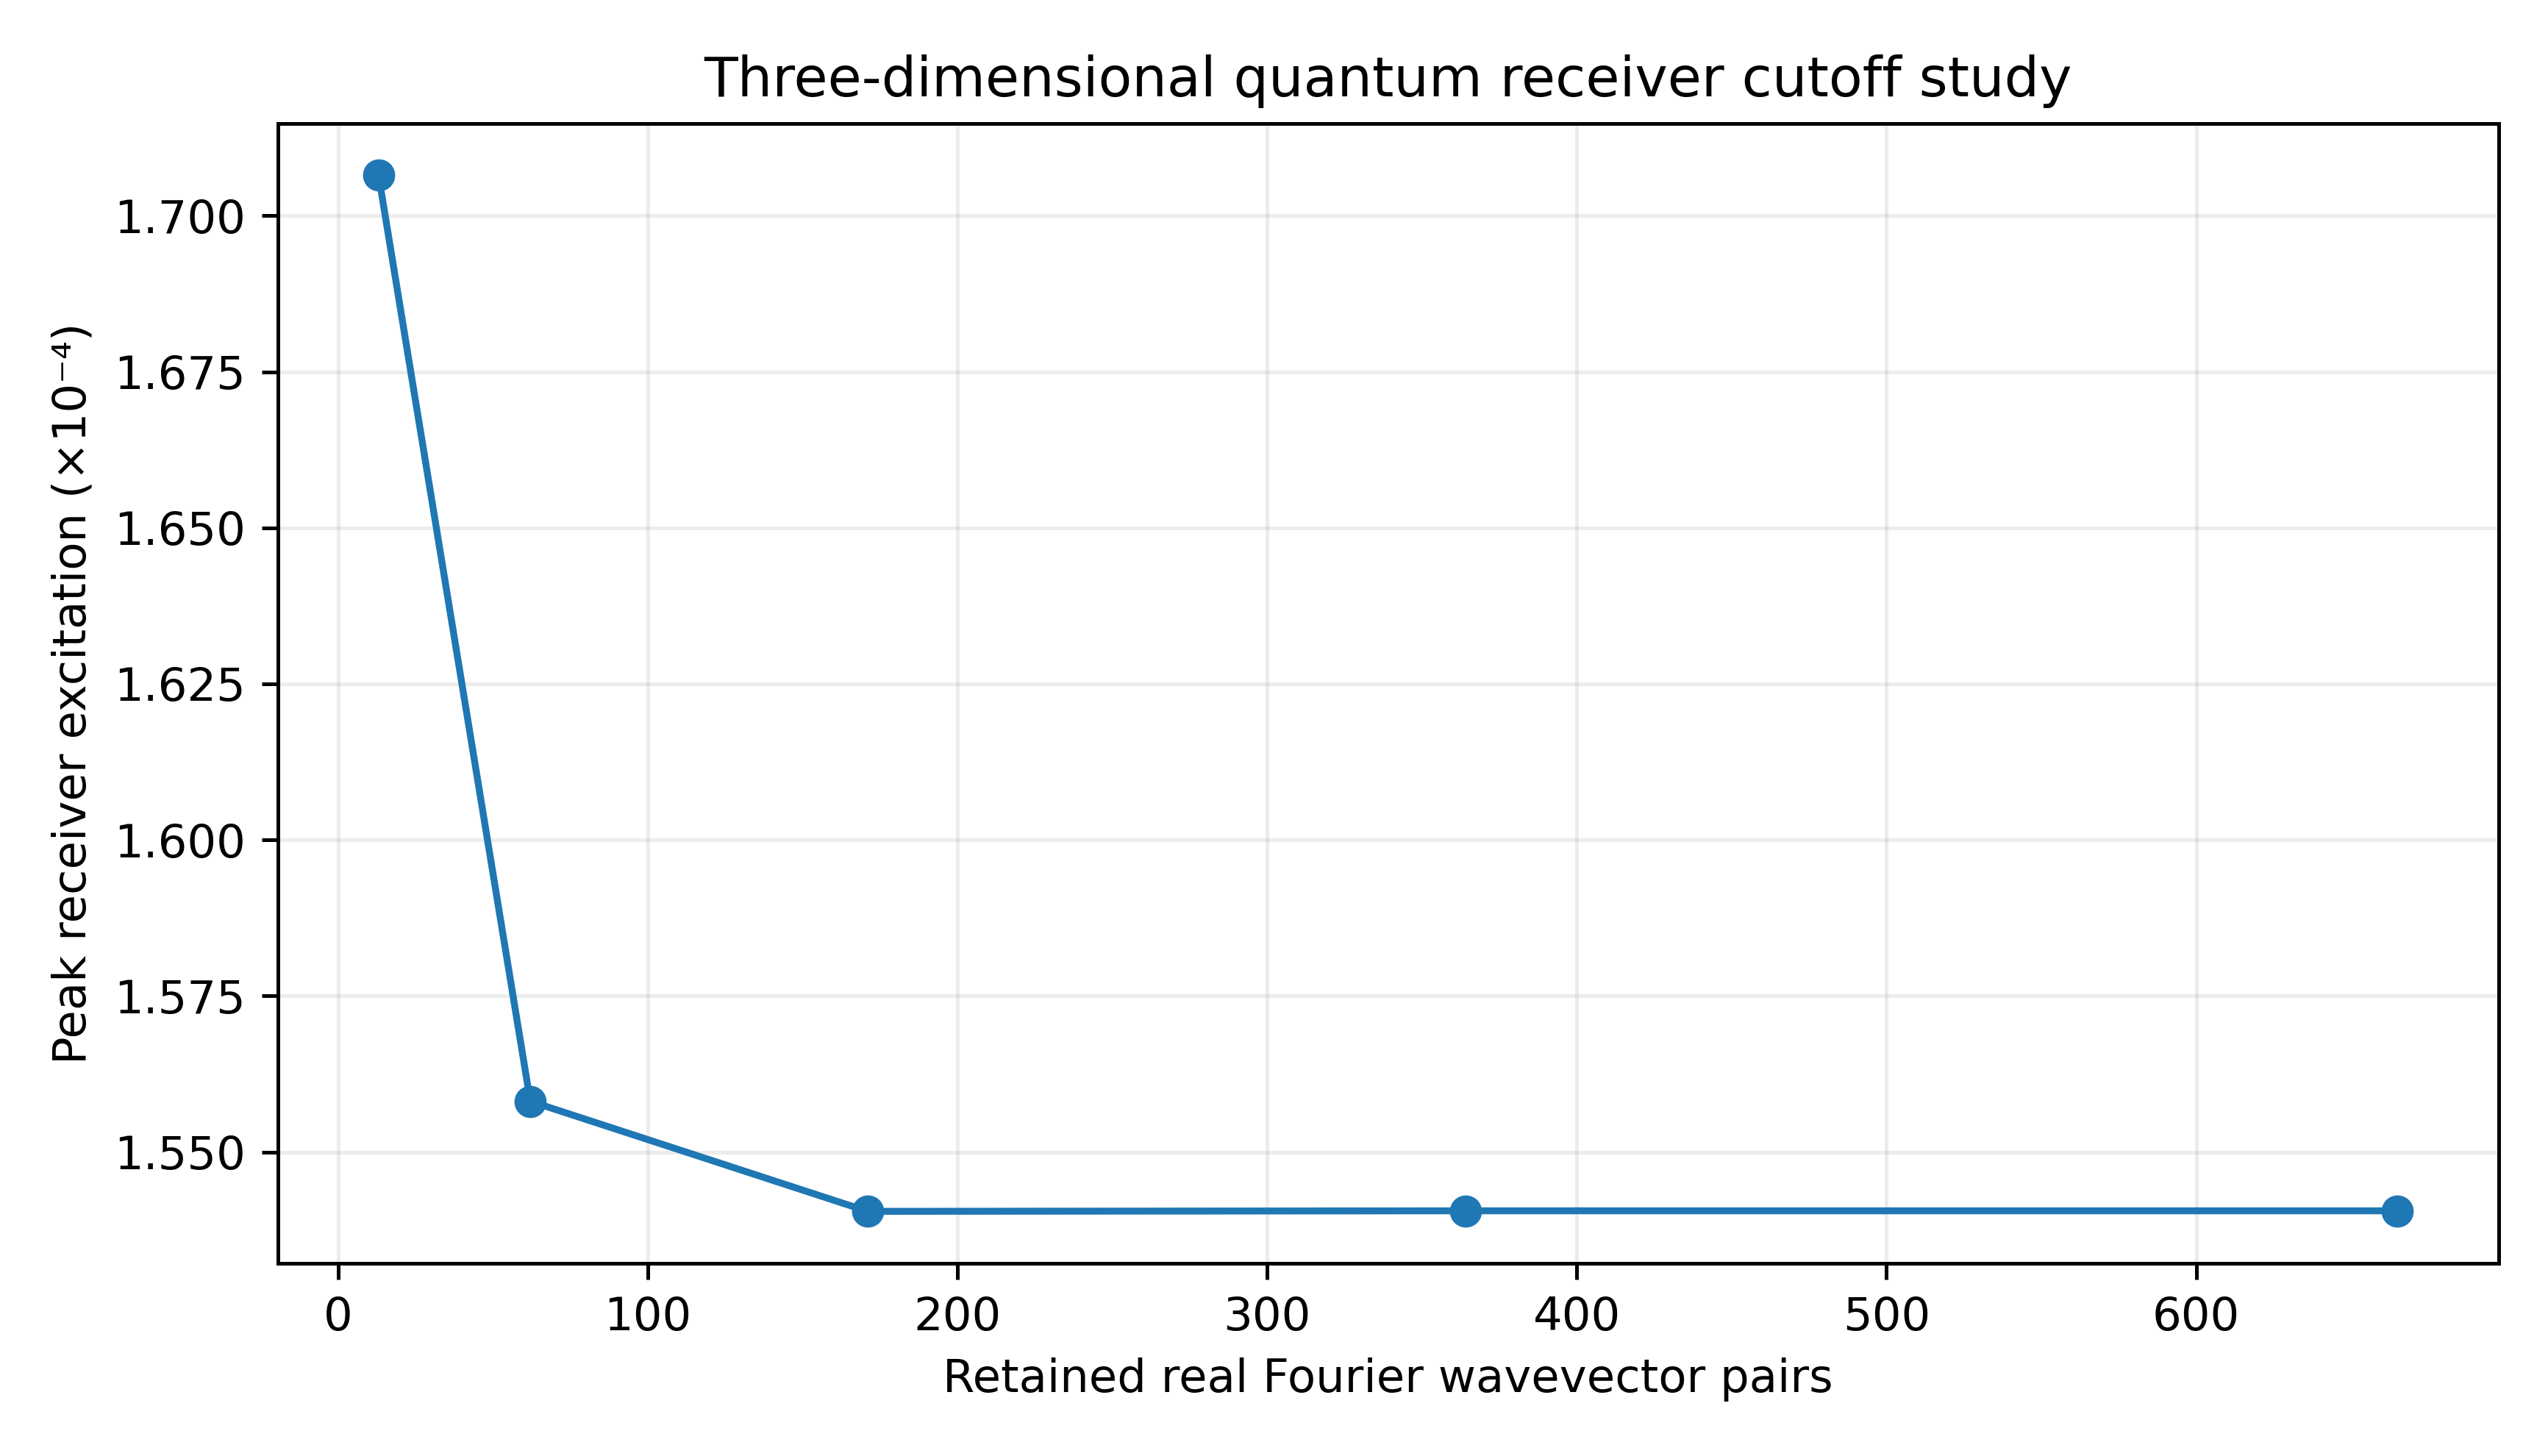 Three-dimensional quantum receiver cutoff study
Peak receiver excitation (×10⁻⁴)
1.700
1.675
1.650
1.625
1.600
1.575
1.550
0 100 200 300 400 500 600
Retained real Fourier wavevector pairs